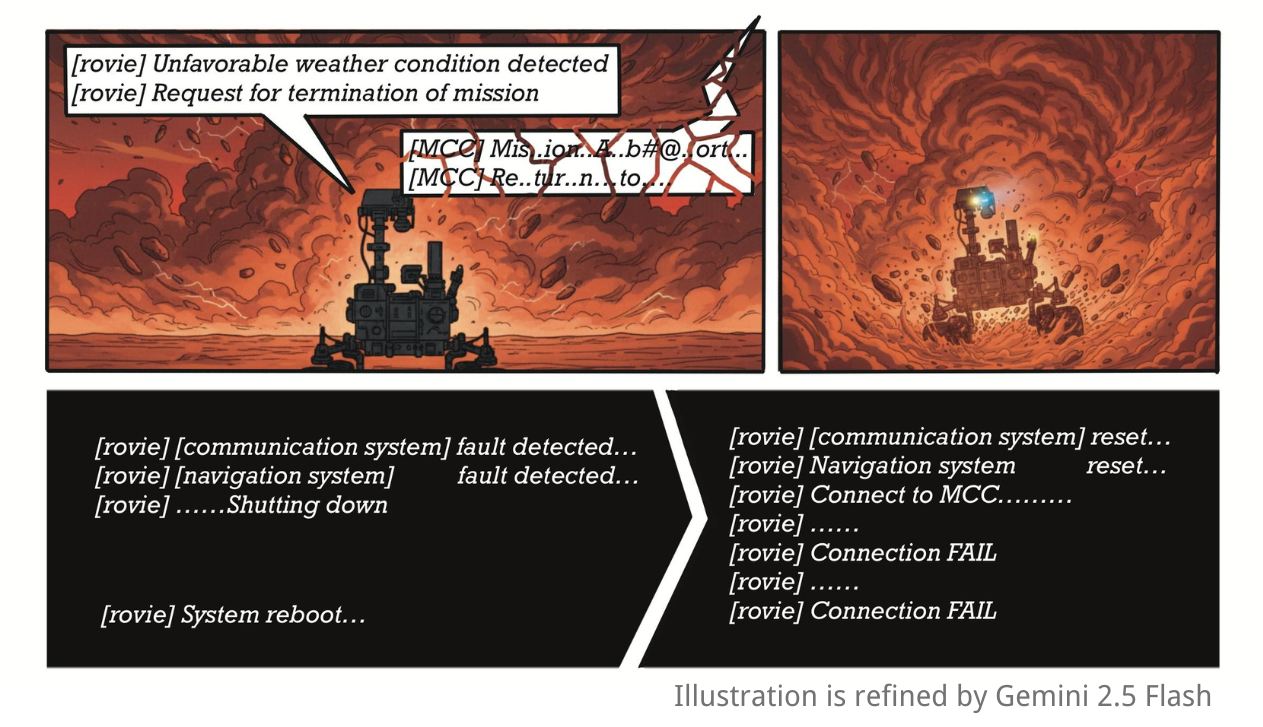 [rovie] Unfavorable weather condition detected
[rovie] Request for termination of mission
[MCC] Mis..ion..A..b#@..ort...
[MCC] Re..tur..n...to....
[rovie] [communication system] fault detected...
[rovie] [navigation system] fault detected...
[rovie] ......Shutting down
[rovie] System reboot...
[rovie] [communication system] reset...
[rovie] Navigation system reset...
[rovie] Connect to MCC.........
[rovie] ......
[rovie] Connection FAIL
[rovie] ......
[rovie] Connection FAIL
Illustration is refined by Gemini 2.5 Flash